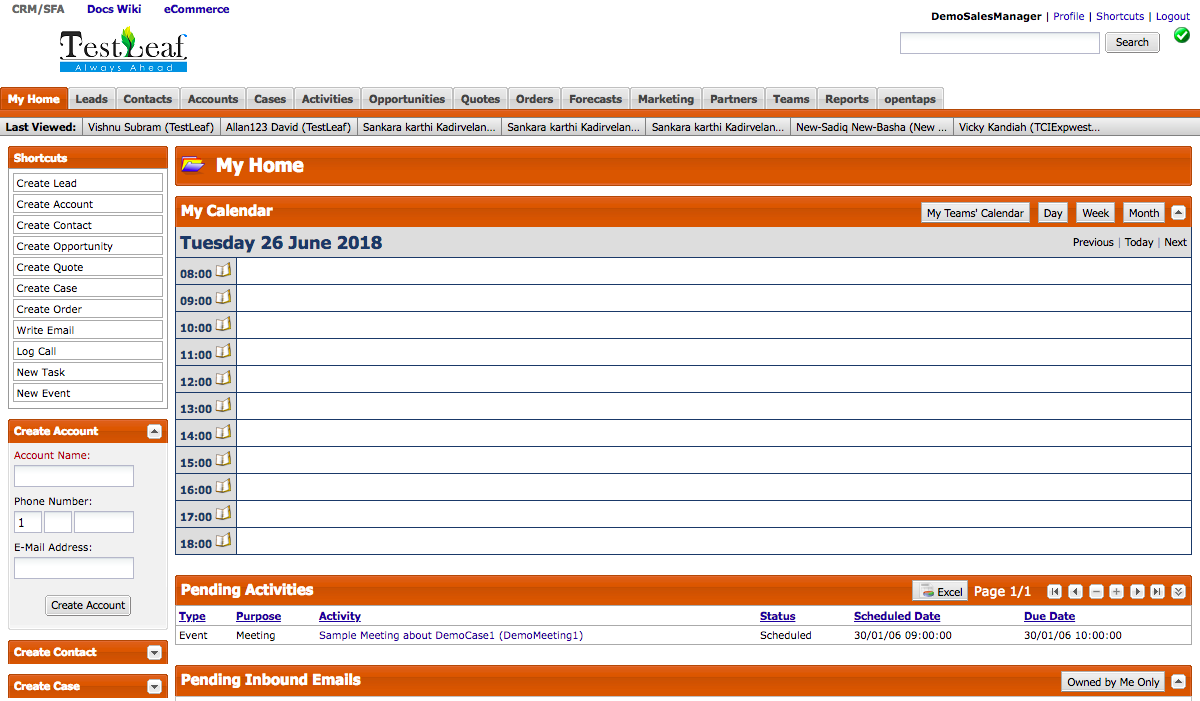 CRM/SFA Docs Wiki eCommerce
DemoSalesManager | Profile | Shortcuts | Logout
TestLeaf
Always Ahead
Search
My Home Leads Contacts Accounts Cases Activities Opportunities Quotes Orders Forecasts Marketing Partners Teams Reports opentaps
Last Viewed: Vishnu Subram (TestLeaf) Allan123 David (TestLeaf) Sankara karthi Kadirvelan... Sankara karthi Kadirvelan... Sankara karthi Kadirvelan... New-Sadiq New-Basha (New ... Vicky Kandiah (TCIExpwest...
Shortcuts
Create Lead
Create Account
Create Contact
Create Opportunity
Create Quote
Create Case
Create Order
Write Email
Log Call
New Task
New Event
Create Account
Account Name:
Phone Number:
1
E-Mail Address:
Create Account
Create Contact
Create Case
My Home
My Calendar My Teams' Calendar Day Week Month
Tuesday 26 June 2018 Previous | Today | Next
08:00
09:00
10:00
11:00
12:00
13:00
14:00
15:00
16:00
17:00
18:00
Pending Activities Excel Page 1/1
Type Purpose Activity Status Scheduled Date Due Date
Event Meeting Sample Meeting about DemoCase1 (DemoMeeting1) Scheduled 30/01/06 09:00:00 30/01/06 10:00:00
Pending Inbound Emails Owned by Me Only